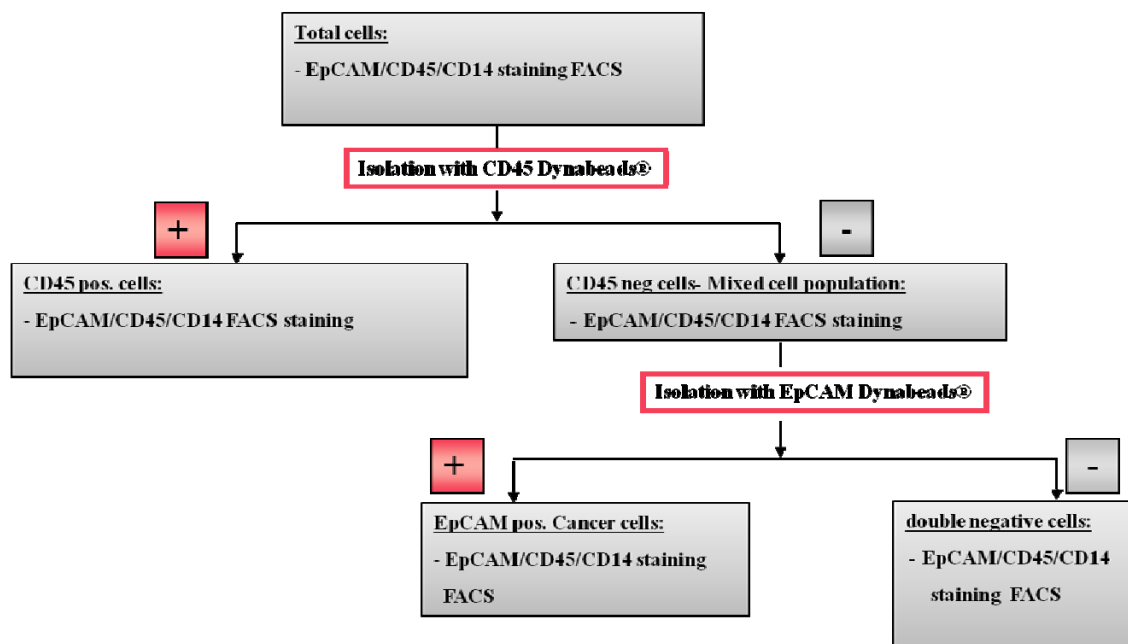 Total cells:
- EpCAM/CD45/CD14 staining FACS
Isolation with CD45 Dynabeads®
+
-
CD45 pos. cells:
- EpCAM/CD45/CD14 FACS staining
CD45 neg cells- Mixed cell population:
- EpCAM/CD45/CD14 FACS staining
Isolation with EpCAM Dynabeads®
+
-
EpCAM pos. Cancer cells:
- EpCAM/CD45/CD14 staining
FACS
double negative cells:
- EpCAM/CD45/CD14
staining FACS